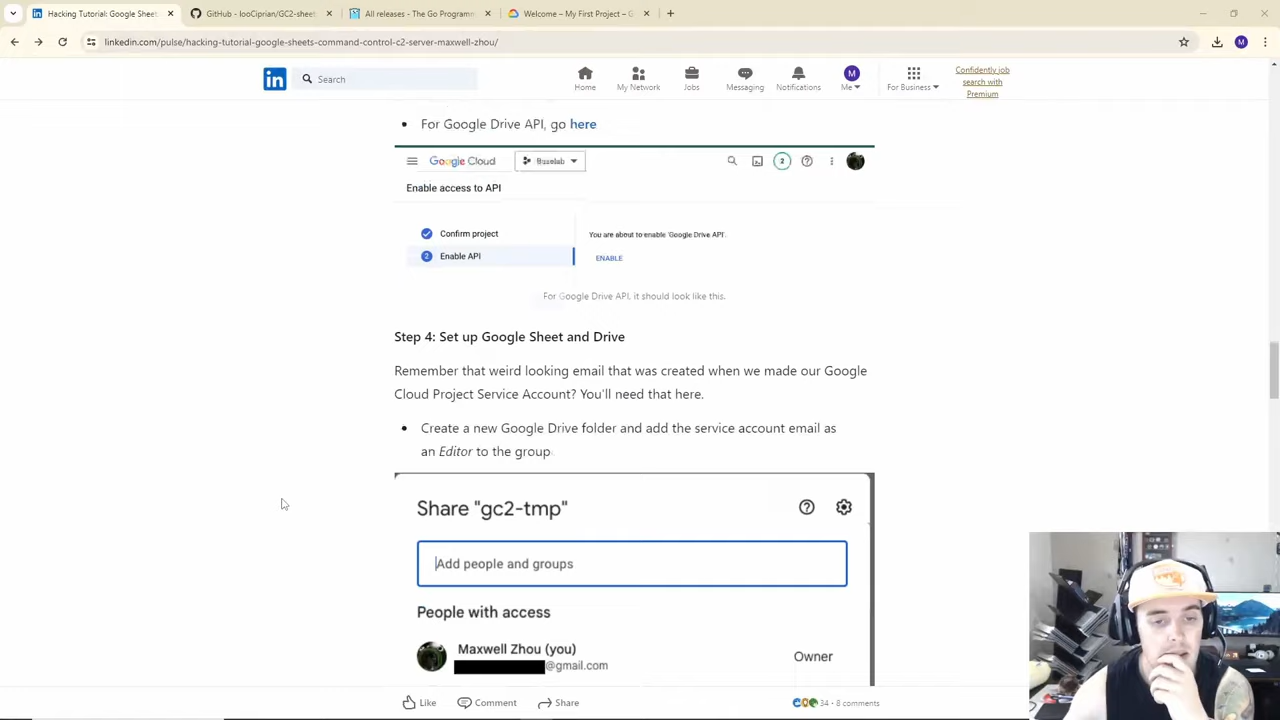 Hacking Tutorial: Google Sheets
GitHub - looCiprian/GC2-sheet:
All releases - The Go Program
Welcome – My First Project – G
linkedin.com/pulse/hacking-tutorial-google-sheets-command-control-c2-server-maxwell-zhou/
M
in
Search
Home
My Network
Jobs
Messaging
Notifications
M
Me
For Business
Confidently job
search with
Premium
• For Google Drive API, go here
Google Cloud
2
Enable access to API
Confirm project
2 Enable API
You are about to enable 'Google Drive API'.
ENABLE
For Google Drive API, it should look like this.
Step 4: Set up Google Sheet and Drive
Remember that weird looking email that was created when we made our Google
Cloud Project Service Account? You'll need that here.
• Create a new Google Drive folder and add the service account email as
an Editor to the group
Share "gc2-tmp"
Add people and groups
People with access
Maxwell Zhou (you)
@gmail.com
Owner
Like
Comment
Share
34 • 8 comments